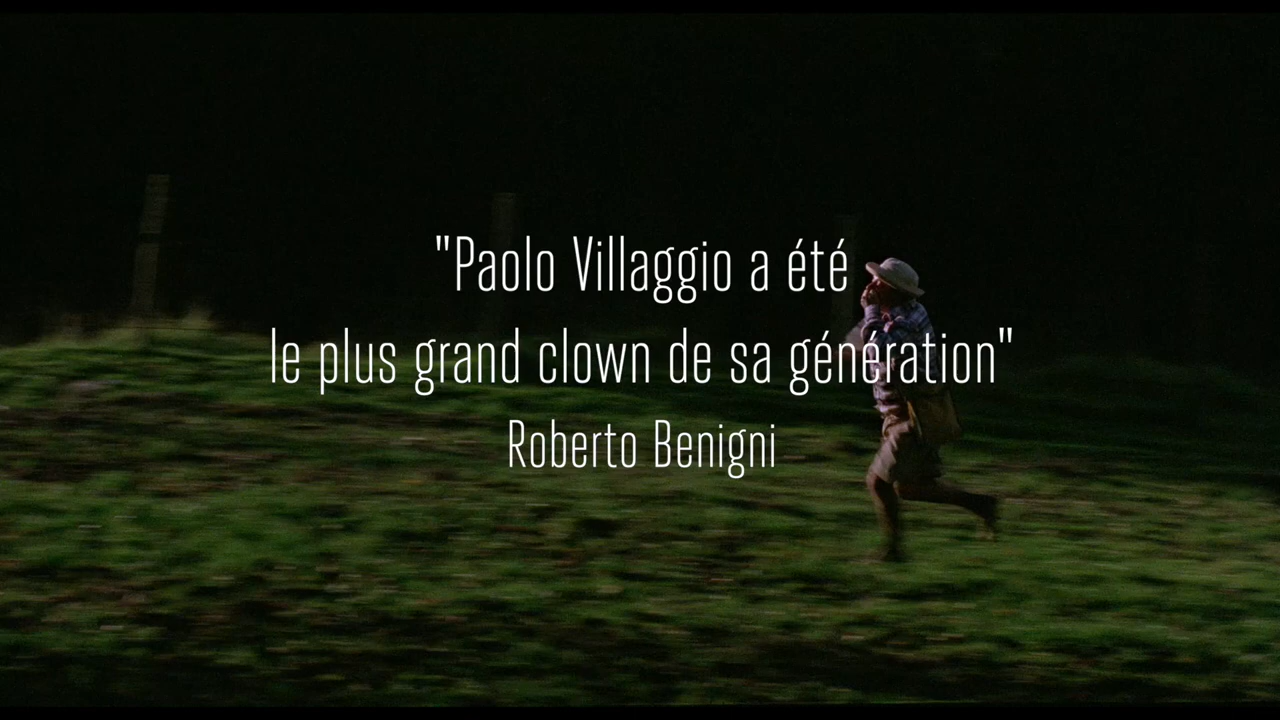 "Paolo Villaggio a été
le plus grand clown de sa génération"
Roberto Benigni